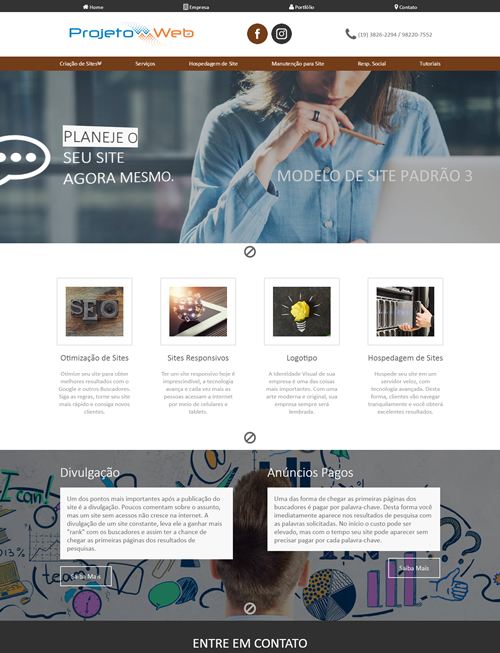 Home Empresa Portfólio Contato
Projeto Web
(19) 3826-2294 / 98220-7552
Criação de Sites Serviços Hospedagem de Site Manutenção para Site Resp. Social Tutoriais
PLANEJE O
SEU SITE
AGORA MESMO.
MODELO DE SITE PADRÃO 3
SEO
Otimização de Sites
Otimize seu site para obter
melhores resultados com o
Google e outros Buscadores.
Siga as regras, torne seu site
mais rápido e consiga novos
clientes.
Sites Responsivos
Ter um site responsivo hoje é
imprescindível, a tecnologia
avança e cada vez mais as
pessoas acessam a internet
por meio de celulares e
tablets.
Logotipo
A Identidade Visual de sua
empresa é uma das coisas
mais importantes. Com uma
arte moderna e original, sua
empresa sempre será
lembrada
Hospedagem de Sites
Hospede seu site em um
servidor veloz, com
tecnologia avançada. Desta
forma, clientes vão navegar
tranquilamente e você obterá
excelentes resultados.
Divulgação
Um dos pontos mais importantes após a publicação do
site é a divulgação. Poucos comentam sobre o assunto,
mas um site sem acessos não cresce na internet. A
divulgação de um site constante, leva ele a ganhar mais
"rank" com os buscadores e assim ter a chance de
chegar as primeiras páginas dos resultados de
pesquisas.
Saiba Mais
Anúncios Pagos
Uma das forma de chegar as primeiras páginas dos
buscadores é pagar por palavra-chave. Desta forma você
imediatamente aparece nos resultados de pesquisa com
as palavras solicitadas. No início o custo pode ser
elevado, mas com o tempo seu site pode aparecer sem
precisar pagar por cada palavra-chave.
Saiba Mais
I Can!
ENTRE EM CONTATO